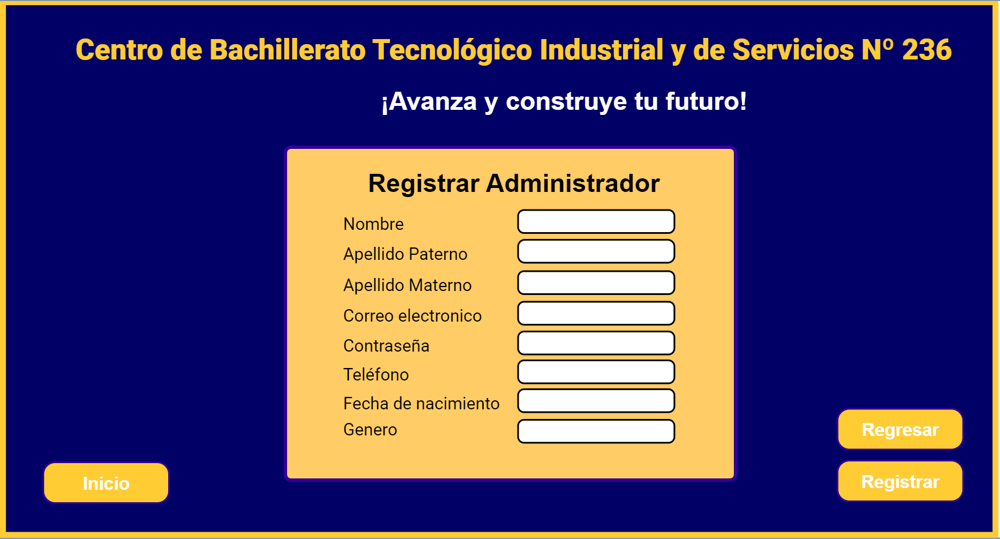 Centro de Bachillerato Tecnológico Industrial y de Servicios Nº 236
¡Avanza y construye tu futuro!
Registrar Administrador
Nombre
Apellido Paterno
Apellido Materno
Correo electronico
Contraseña
Teléfono
Fecha de nacimiento
Genero
Regresar
Inicio
Registrar